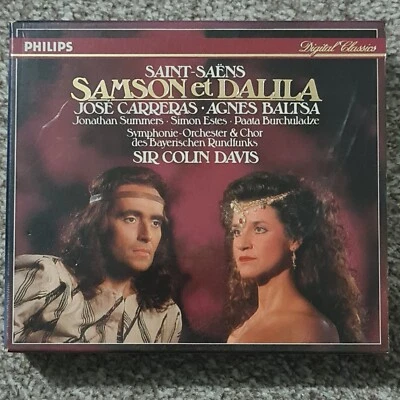 PHILIPS
Digital Classics
SAINT-SAËNS
SAMSON et DALILA
JOSÉ CARRERAS · AGNES BALTSA
Jonathan Summers · Simon Estes · Paata Burchuladze
Symphonie-Orchester & Chor
des Bayerischen Rundfunks
SIR COLIN DAVIS